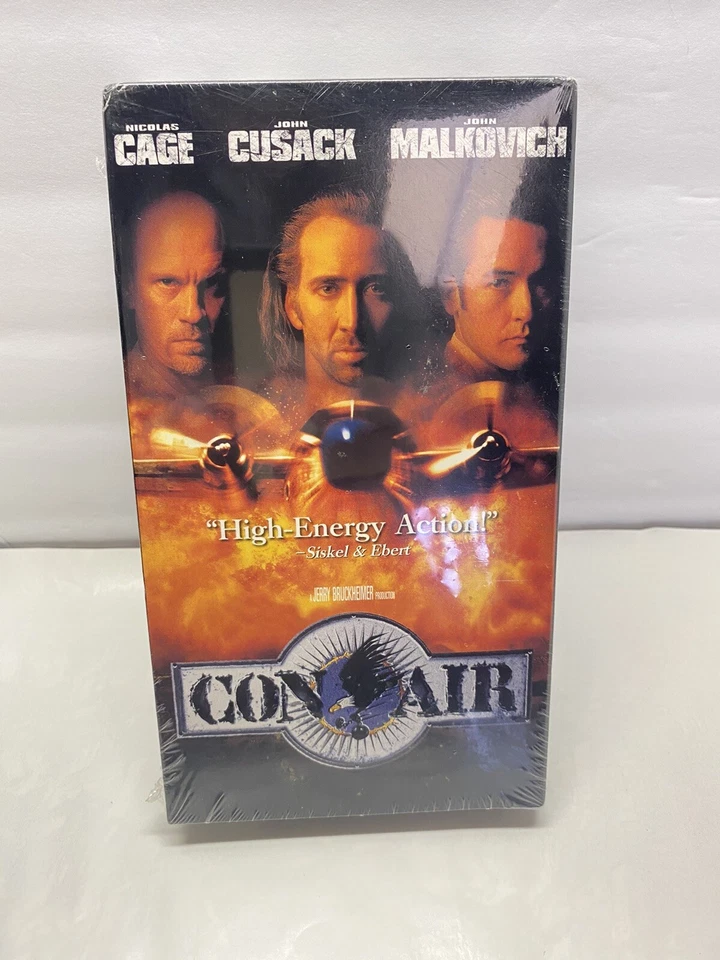 NICOLAS CAGE
JOHN CUSACK
JOHN MALKOVICH
"High-Energy Action!"
–Siskel & Ebert
A JERRY BRUCKHEIMER PRODUCTION
CON AIR